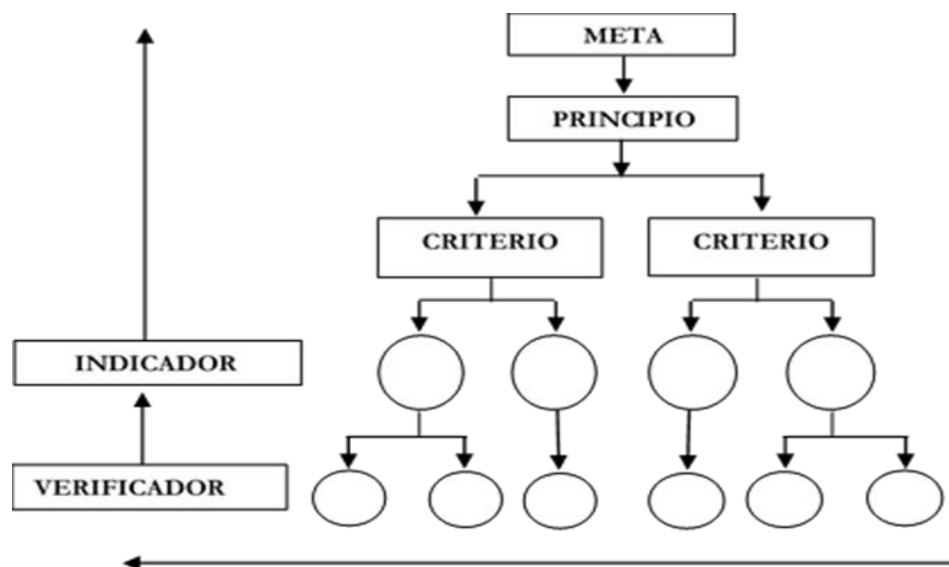 META
PRINCIPIO
CRITERIO
CRITERIO
INDICADOR
VERIFICADOR